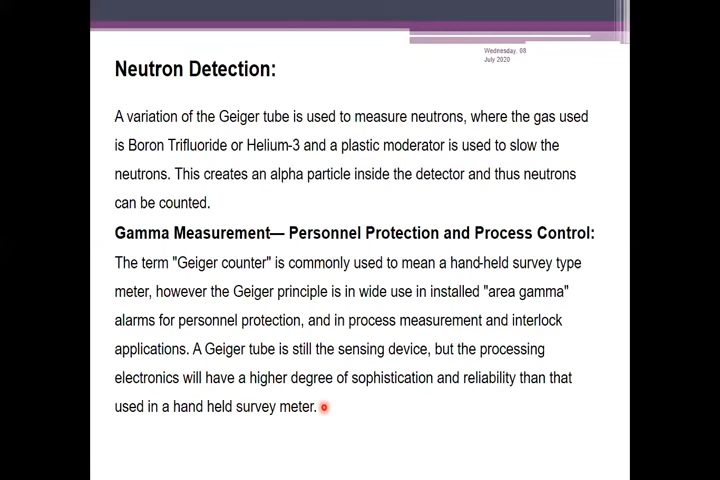 Wednesday, 08
July 2020
Neutron Detection:
A variation of the Geiger tube is used to measure neutrons, where the gas used
is Boron Trifluoride or Helium-3 and a plastic moderator is used to slow the
neutrons. This creates an alpha particle inside the detector and thus neutrons
can be counted.
Gamma Measurement— Personnel Protection and Process Control:
The term "Geiger counter" is commonly used to mean a hand-held survey type
meter, however the Geiger principle is in wide use in installed "area gamma"
alarms for personnel protection, and in process measurement and interlock
applications. A Geiger tube is still the sensing device, but the processing
electronics will have a higher degree of sophistication and reliability than that
used in a hand held survey meter.